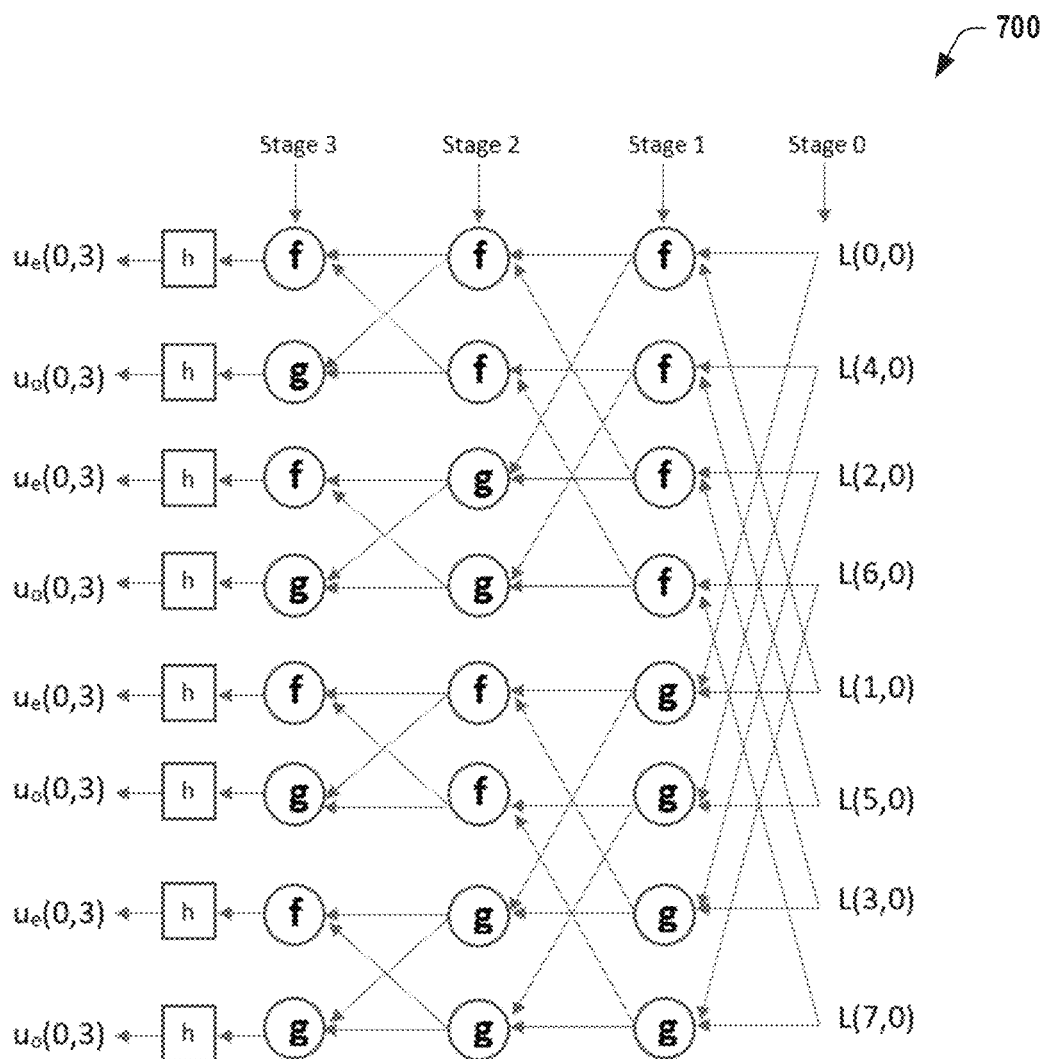 700
Stage 3 Stage 2 Stage 1 Stage 0
uₑ(0,3) h f f f L(0,0)
uₒ(0,3) h g f f L(4,0)
uₑ(0,3) h f g f L(2,0)
uₒ(0,3) h g g f L(6,0)
uₑ(0,3) h f f g L(1,0)
uₒ(0,3) h g f g L(5,0)
uₑ(0,3) h f g g L(3,0)
uₒ(0,3) h g g g L(7,0)